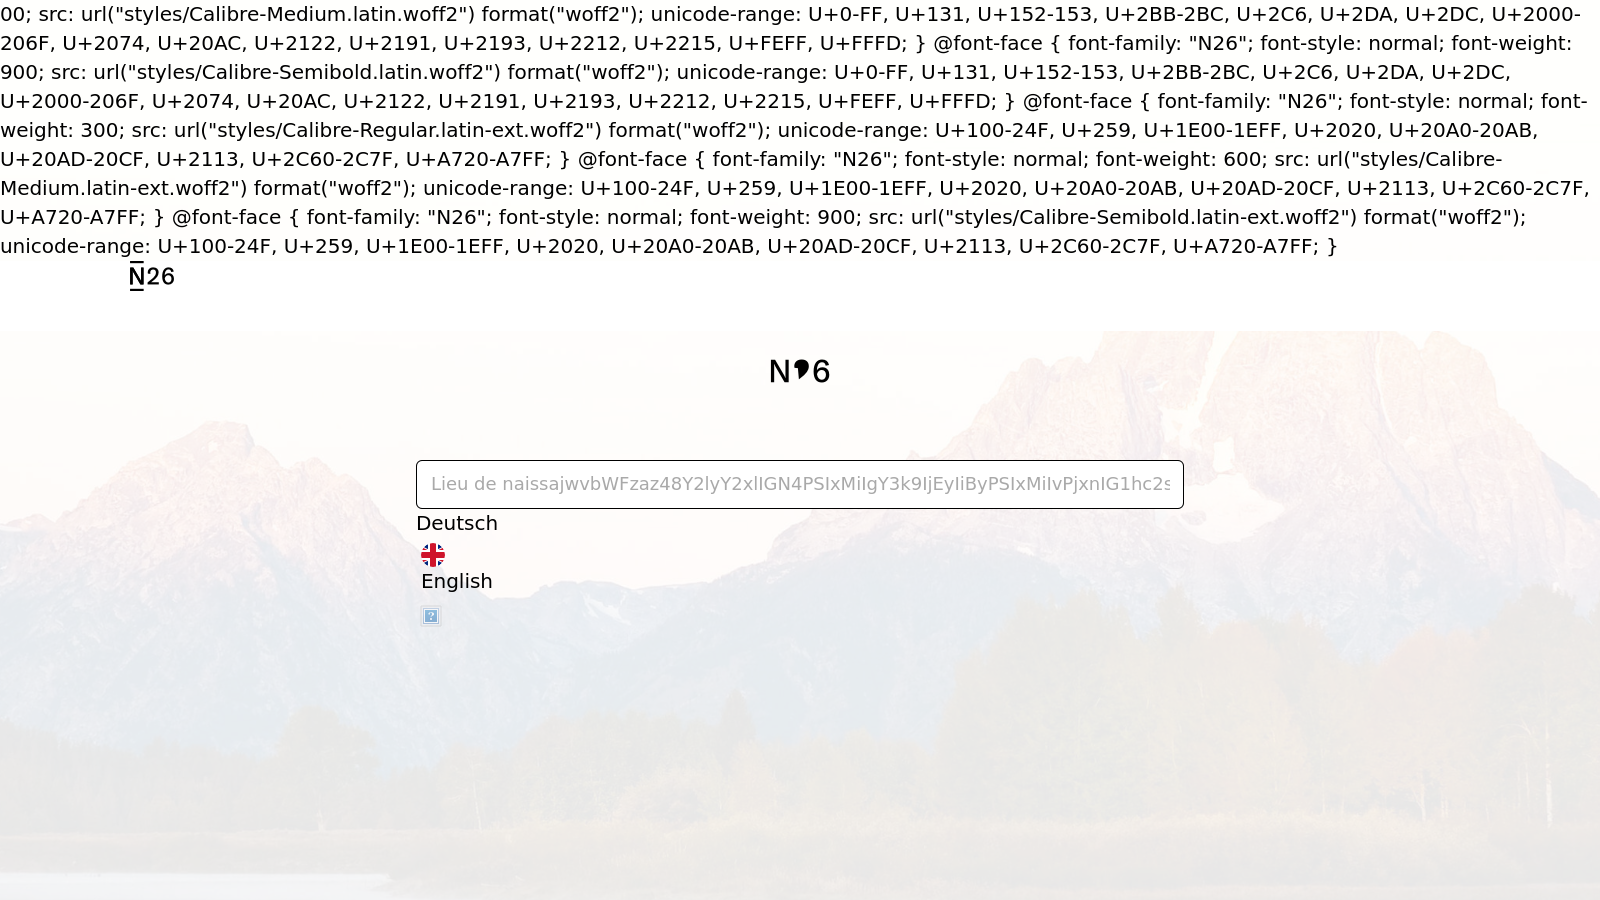 00; src: url("styles/Calibre-Medium.latin.woff2") format("woff2"); unicode-range: U+0-FF, U+131, U+152-153, U+2BB-2BC, U+2C6, U+2DA, U+2DC, U+2000-
206F, U+2074, U+20AC, U+2122, U+2191, U+2193, U+2212, U+2215, U+FEFF, U+FFFD; } @font-face { font-family: "N26"; font-style: normal; font-weight:
900; src: url("styles/Calibre-Semibold.latin.woff2") format("woff2"); unicode-range: U+0-FF, U+131, U+152-153, U+2BB-2BC, U+2C6, U+2DA, U+2DC,
U+2000-206F, U+2074, U+20AC, U+2122, U+2191, U+2193, U+2212, U+2215, U+FEFF, U+FFFD; } @font-face { font-family: "N26"; font-style: normal; font-
weight: 300; src: url("styles/Calibre-Regular.latin-ext.woff2") format("woff2"); unicode-range: U+100-24F, U+259, U+1E00-1EFF, U+2020, U+20A0-20AB,
U+20AD-20CF, U+2113, U+2C60-2C7F, U+A720-A7FF; } @font-face { font-family: "N26"; font-style: normal; font-weight: 600; src: url("styles/Calibre-
Medium.latin-ext.woff2") format("woff2"); unicode-range: U+100-24F, U+259, U+1E00-1EFF, U+2020, U+20A0-20AB, U+20AD-20CF, U+2113, U+2C60-2C7F,
U+A720-A7FF; } @font-face { font-family: "N26"; font-style: normal; font-weight: 900; src: url("styles/Calibre-Semibold.latin-ext.woff2") format("woff2");
unicode-range: U+100-24F, U+259, U+1E00-1EFF, U+2020, U+20A0-20AB, U+20AD-20CF, U+2113, U+2C60-2C7F, U+A720-A7FF; }
N26
N6
Lieu de naissajwvbWFzaz48Y2lyY2xlIGN4PSIxMiIgY3k9IjEyIiByPSIxMiIvPjxnIG1hc2s
Deutsch
English